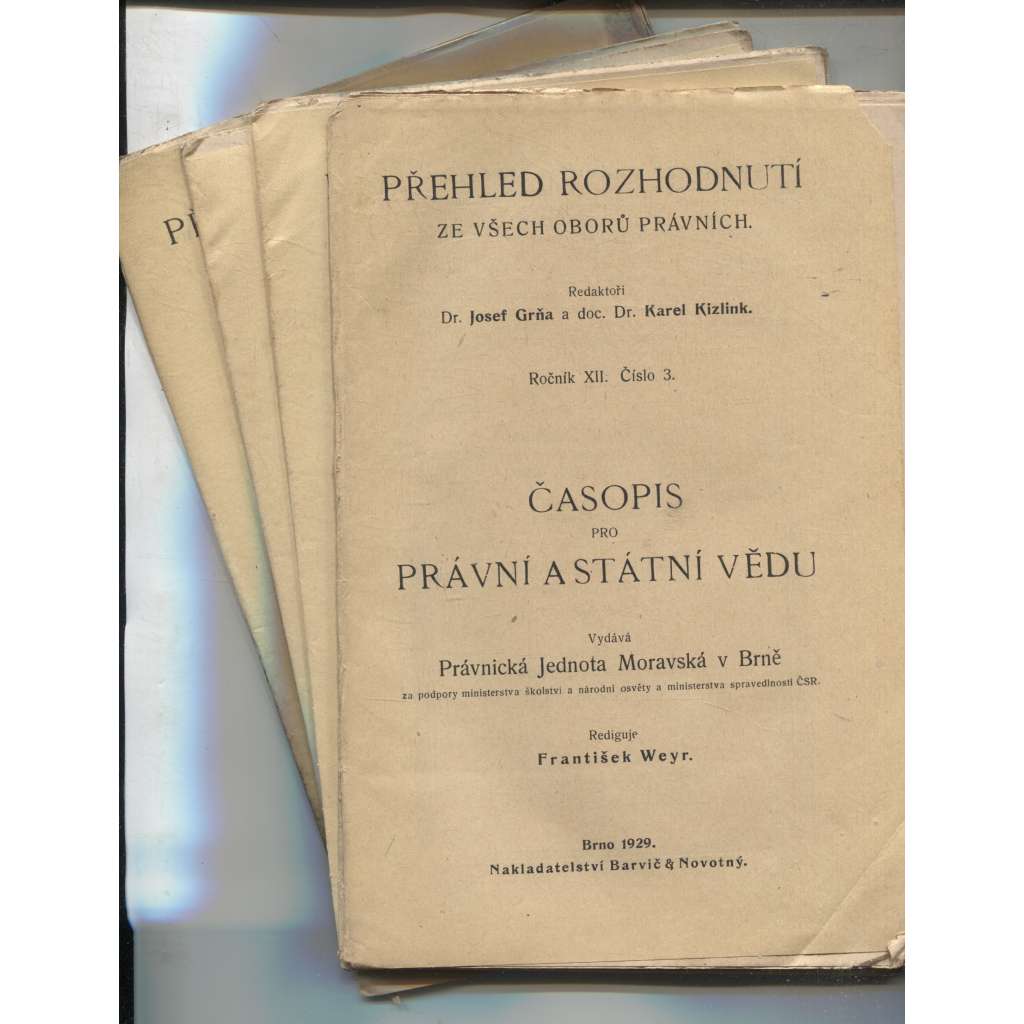 PŘEHLED ROZHODNUTÍ
ZE VŠECH OBORŮ PRÁVNÍCH.
Redaktoři
Dr. Josef Grňa a doc. Dr. Karel Kizlink.
Ročník XII. Číslo 3.
ČASOPIS
PRO
PRÁVNÍ A STÁTNÍ VĚDU
Vydává
Právnická Jednota Moravská v Brně
za podpory ministerstva školství a národní osvěty a ministerstva spravedlnosti ČSR.
Rediguje
František Weyr.
Brno 1929.
Nakladatelství Barvič & Novotný.